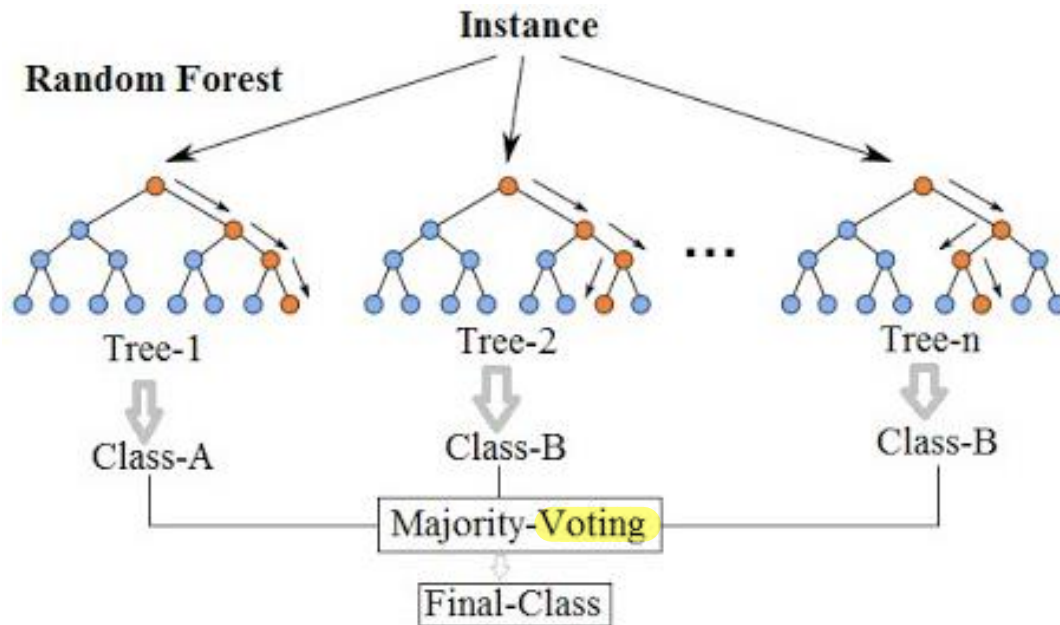 Instance
Random Forest
...
Tree-1
Tree-2
Tree-n
Class-A
Class-B
Class-B
Majority-Voting
Final-Class